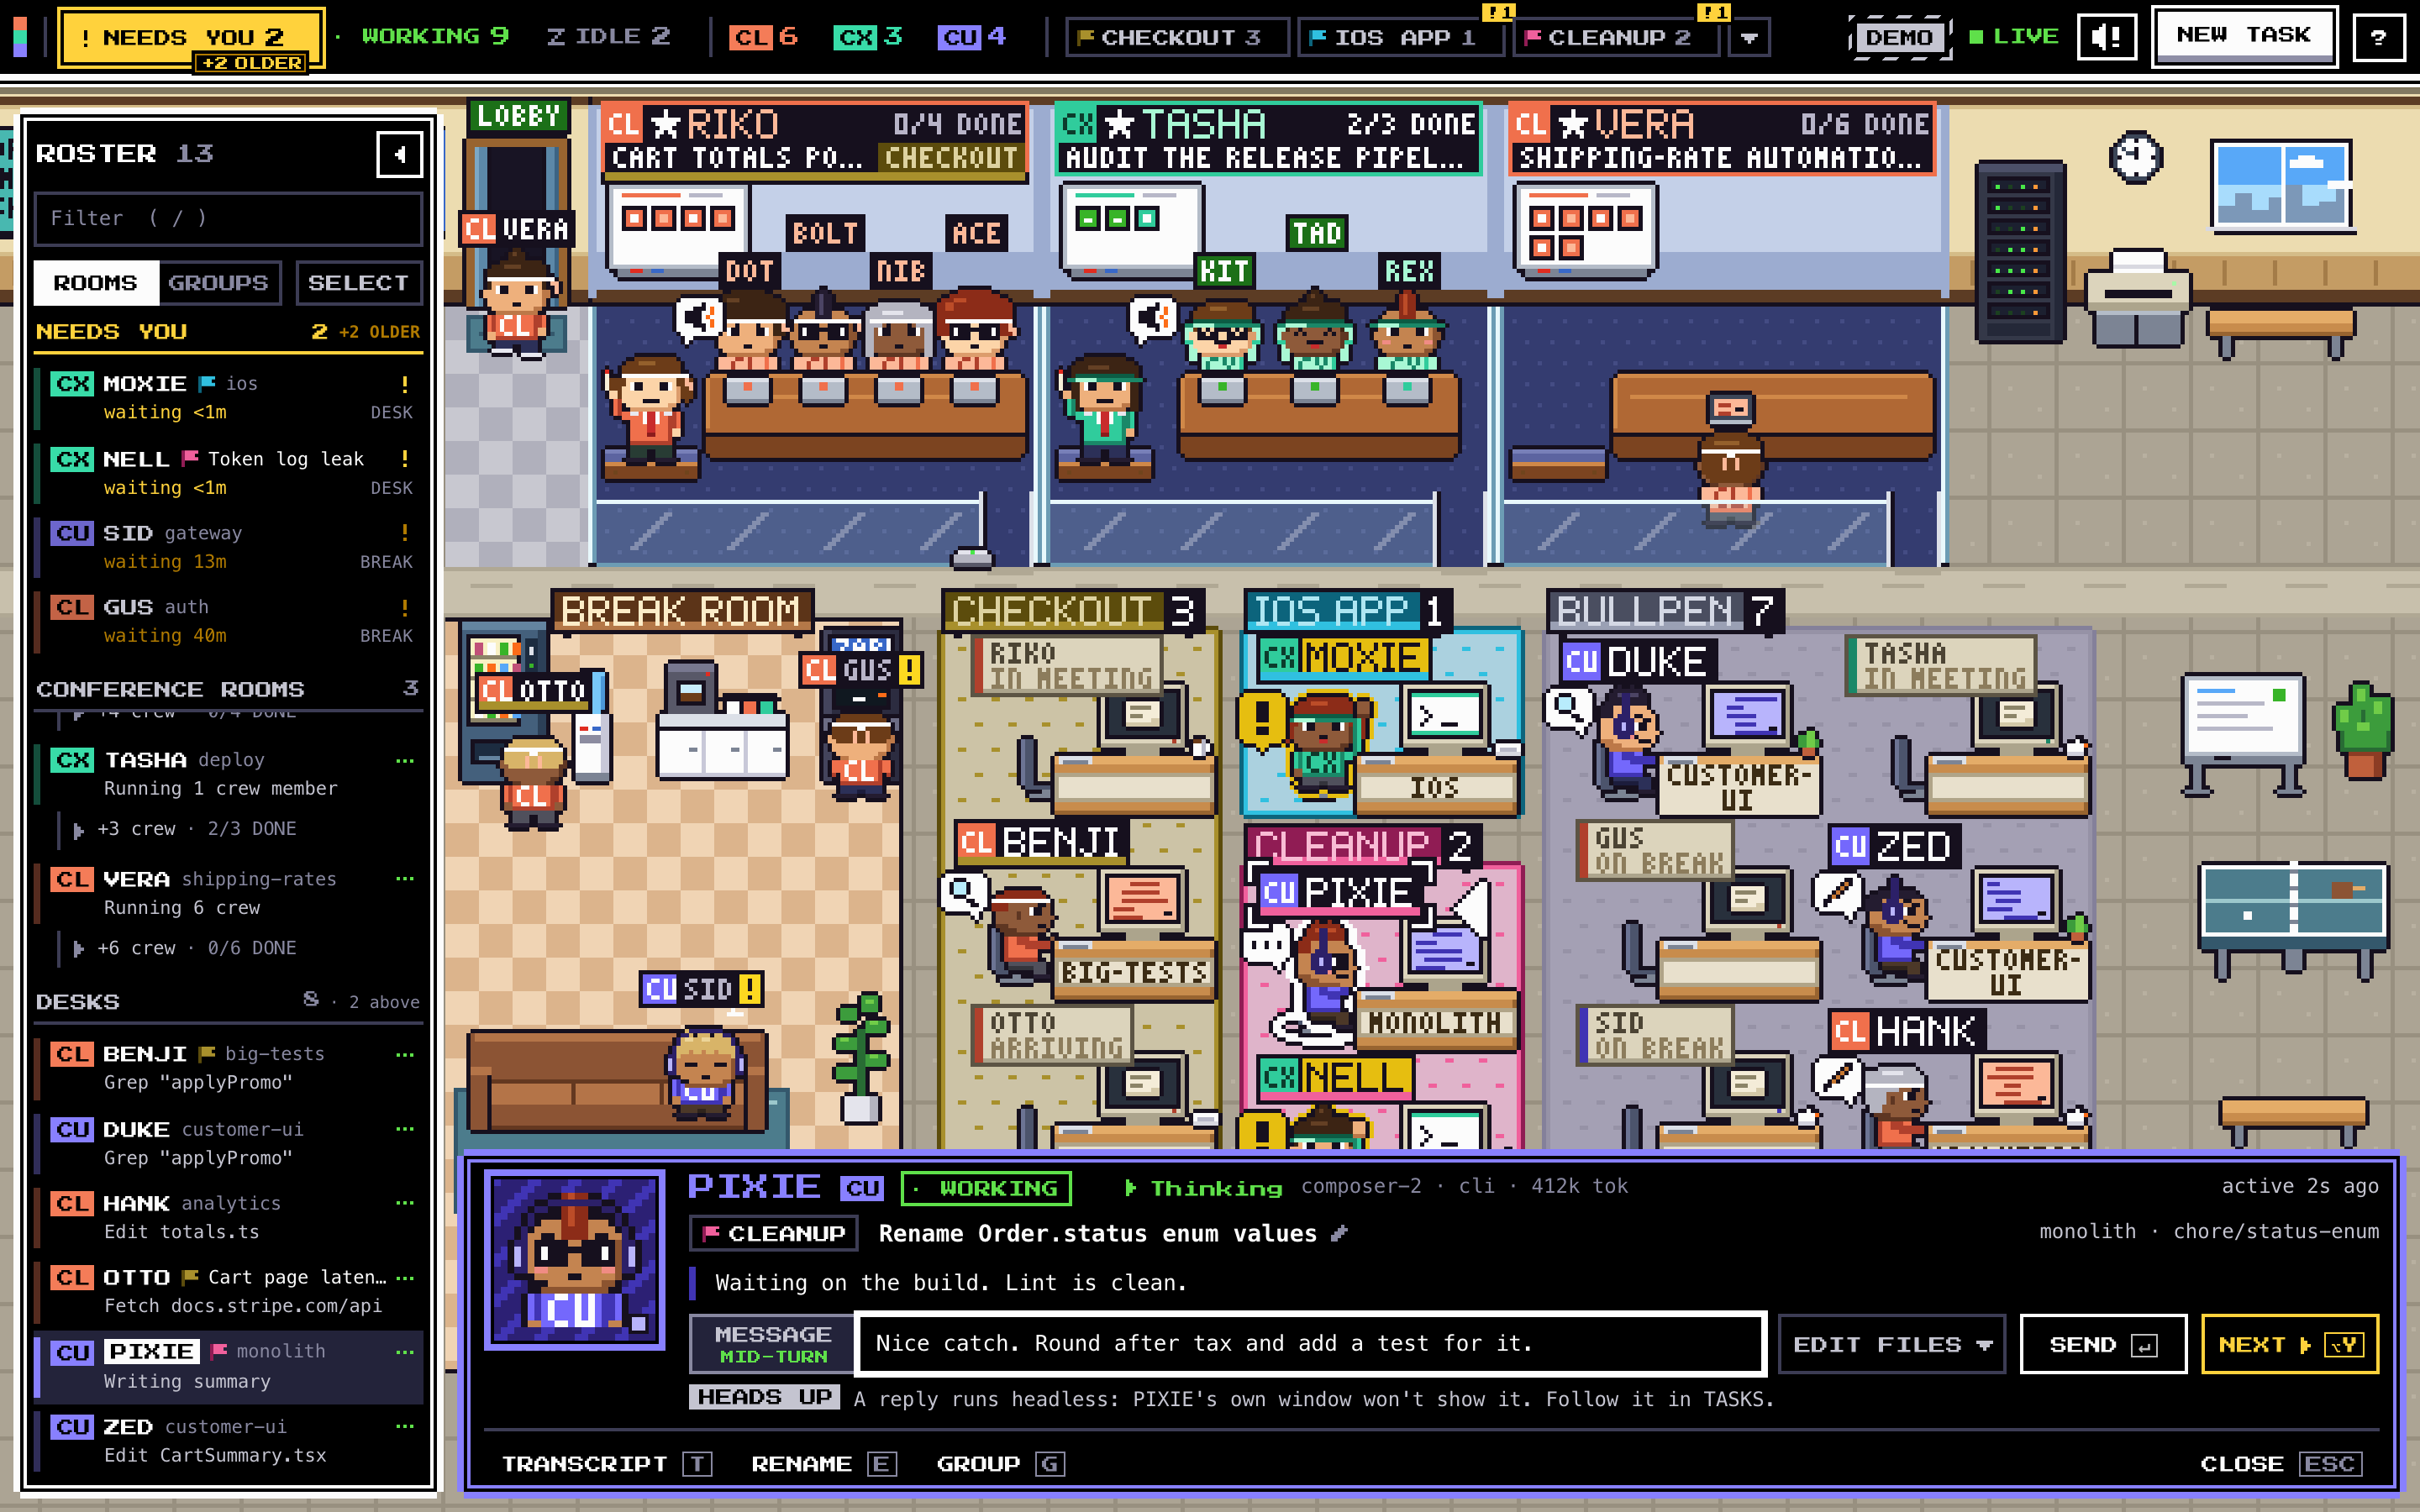 ! NEEDS YOU 2
+2 OLDER
· WORKING 9
Z IDLE 2
CL 6
CX 3
CU 4
CHECKOUT 3
IOS APP 1
!1
CLEANUP 2
!1
DEMO
LIVE
NEW TASK
?
ROSTER 13
Filter ( / )
ROOMS
GROUPS
SELECT
NEEDS YOU 2 +2 OLDER
CX MOXIE ios !
waiting <1m DESK
CX NELL Token log leak !
waiting <1m DESK
CU SID gateway !
waiting 13m BREAK
CL GUS auth !
waiting 40m BREAK
CONFERENCE ROOMS 3
+4 crew · 0/4 DONE
CX TASHA deploy ...
Running 1 crew member
+3 crew · 2/3 DONE
CL VERA shipping-rates ...
Running 6 crew
+6 crew · 0/6 DONE
DESKS 8 · 2 above
CL BENJI big-tests ...
Grep "applyPromo"
CU DUKE customer-ui ...
Grep "applyPromo"
CL HANK analytics ...
Edit totals.ts
CL OTTO Cart page laten… ...
Fetch docs.stripe.com/api
CU PIXIE monolith ...
Writing summary
CU ZED customer-ui ...
Edit CartSummary.tsx
LOBBY
CL VERA
CL
CL ★ RIKO 0/4 DONE
CART TOTALS PO... CHECKOUT
BOLT
ACE
DOT
NIB
CX ★ TASHA 2/3 DONE
AUDIT THE RELEASE PIPEL...
TAD
KIT
REX
CL ★ VERA 0/6 DONE
SHIPPING-RATE AUTOMATIO...
BREAK ROOM
CL GUS !
CL OTTO
CL
CL
CU SID !
CU
CHECKOUT 3
RIKO
IN MEETING
CL BENJI
BIG-TESTS
OTTO
ARRIVING
IOS APP 1
CX MOXIE
!
CX
>_
IOS
CLEANUP 2
CU PIXIE
...
MONOLITH
CX NELL
!
>_
BULLPEN 7
CU DUKE
CUSTOMER-
UI
TASHA
IN MEETING
GUS
ON BREAK
CU ZED
CUSTOMER-
UI
SID
ON BREAK
CL HANK
PIXIE CU · WORKING Thinking composer-2 · cli · 412k tok active 2s ago
CLEANUP Rename Order.status enum values monolith · chore/status-enum
Waiting on the build. Lint is clean.
CU
MESSAGE
MID-TURN
Nice catch. Round after tax and add a test for it.
EDIT FILES
SEND ↵
NEXT ⌥Y
HEADS UP A reply runs headless: PIXIE's own window won't show it. Follow it in TASKS.
TRANSCRIPT T
RENAME E
GROUP G
CLOSE ESC